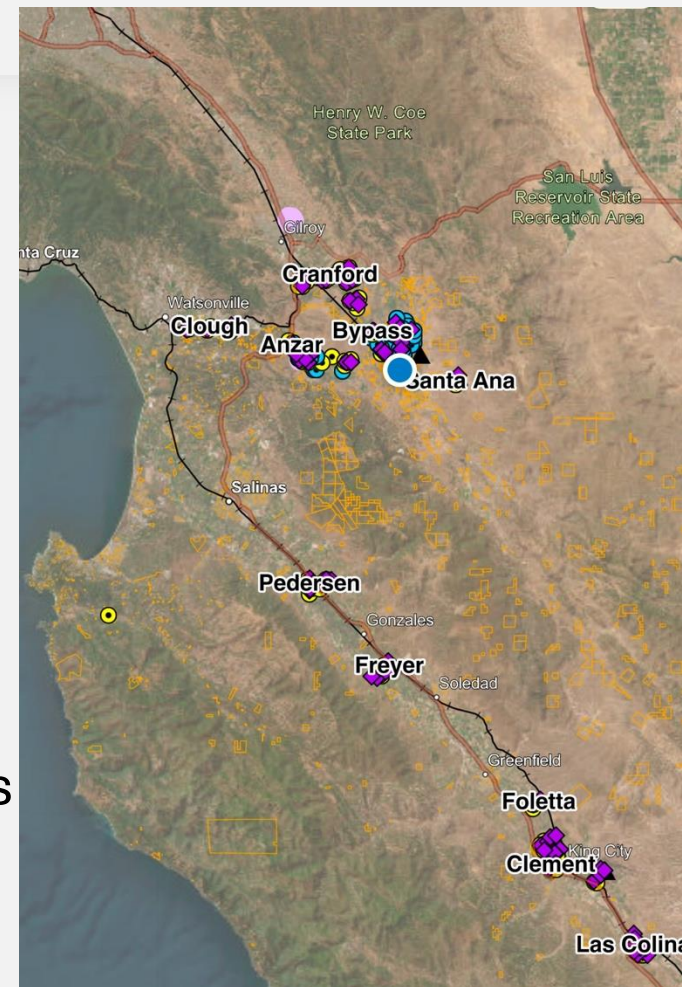 Henry W. Coe
State Park
San Luis
Reservoir State
Recreation Area
Gilroy
nta Cruz
Cranford
Watsonville
Clough
Bypass
Anzar
Santa Ana
Salinas
Pedersen
Gonzales
Freyer
Soledad
Greenfield
s
Foletta
King City
Clement
Las Colina